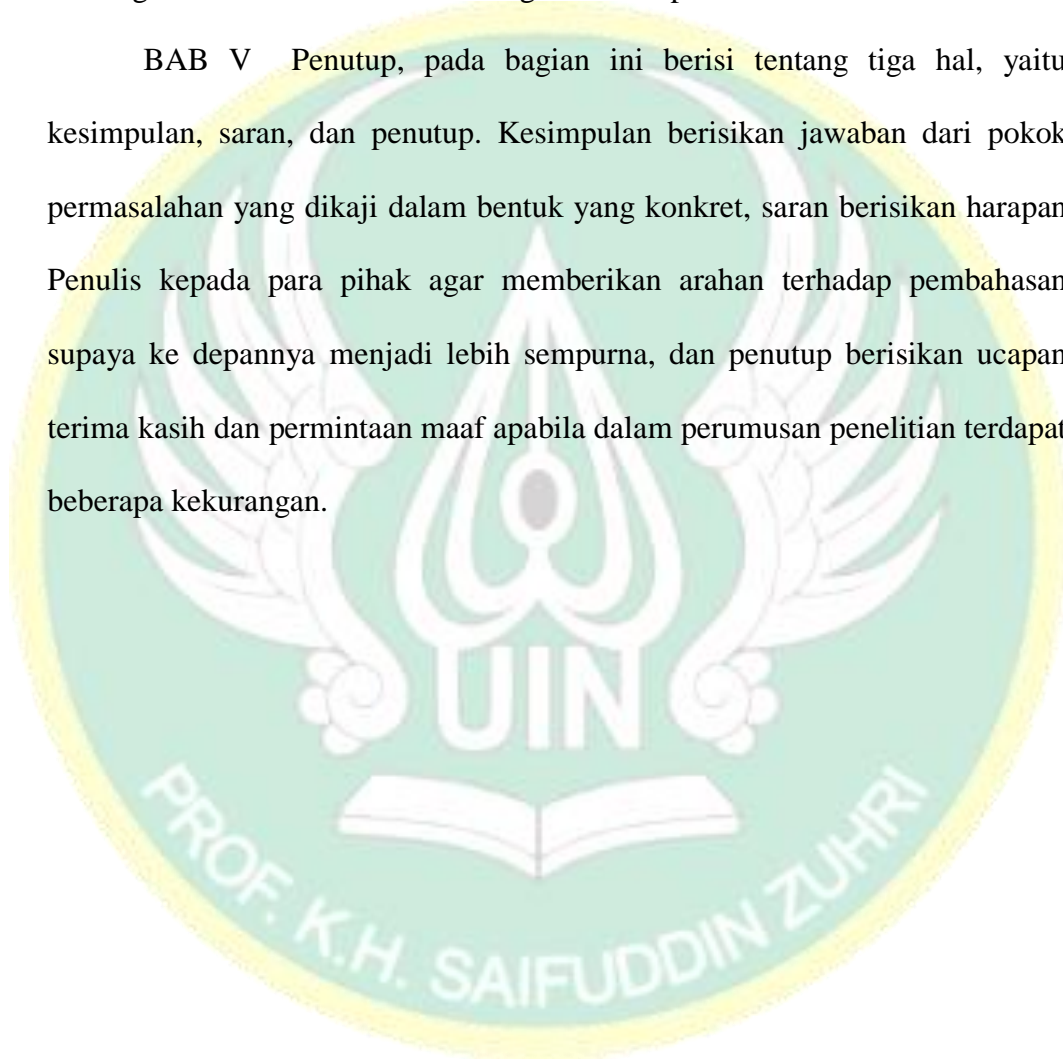 BAB V Penutup, pada bagian ini berisi tentang tiga hal, yaitu
kesimpulan, saran, dan penutup. Kesimpulan berisikan jawaban dari pokok
permasalahan yang dikaji dalam bentuk yang konkret, saran berisikan harapan
Penulis kepada para pihak agar memberikan arahan terhadap pembahasan
supaya ke depannya menjadi lebih sempurna, dan penutup berisikan ucapan
terima kasih dan permintaan maaf apabila dalam perumusan penelitian terdapat
beberapa kekurangan.
UIN
PROF. K.H. SAIFUDDIN ZUHRI